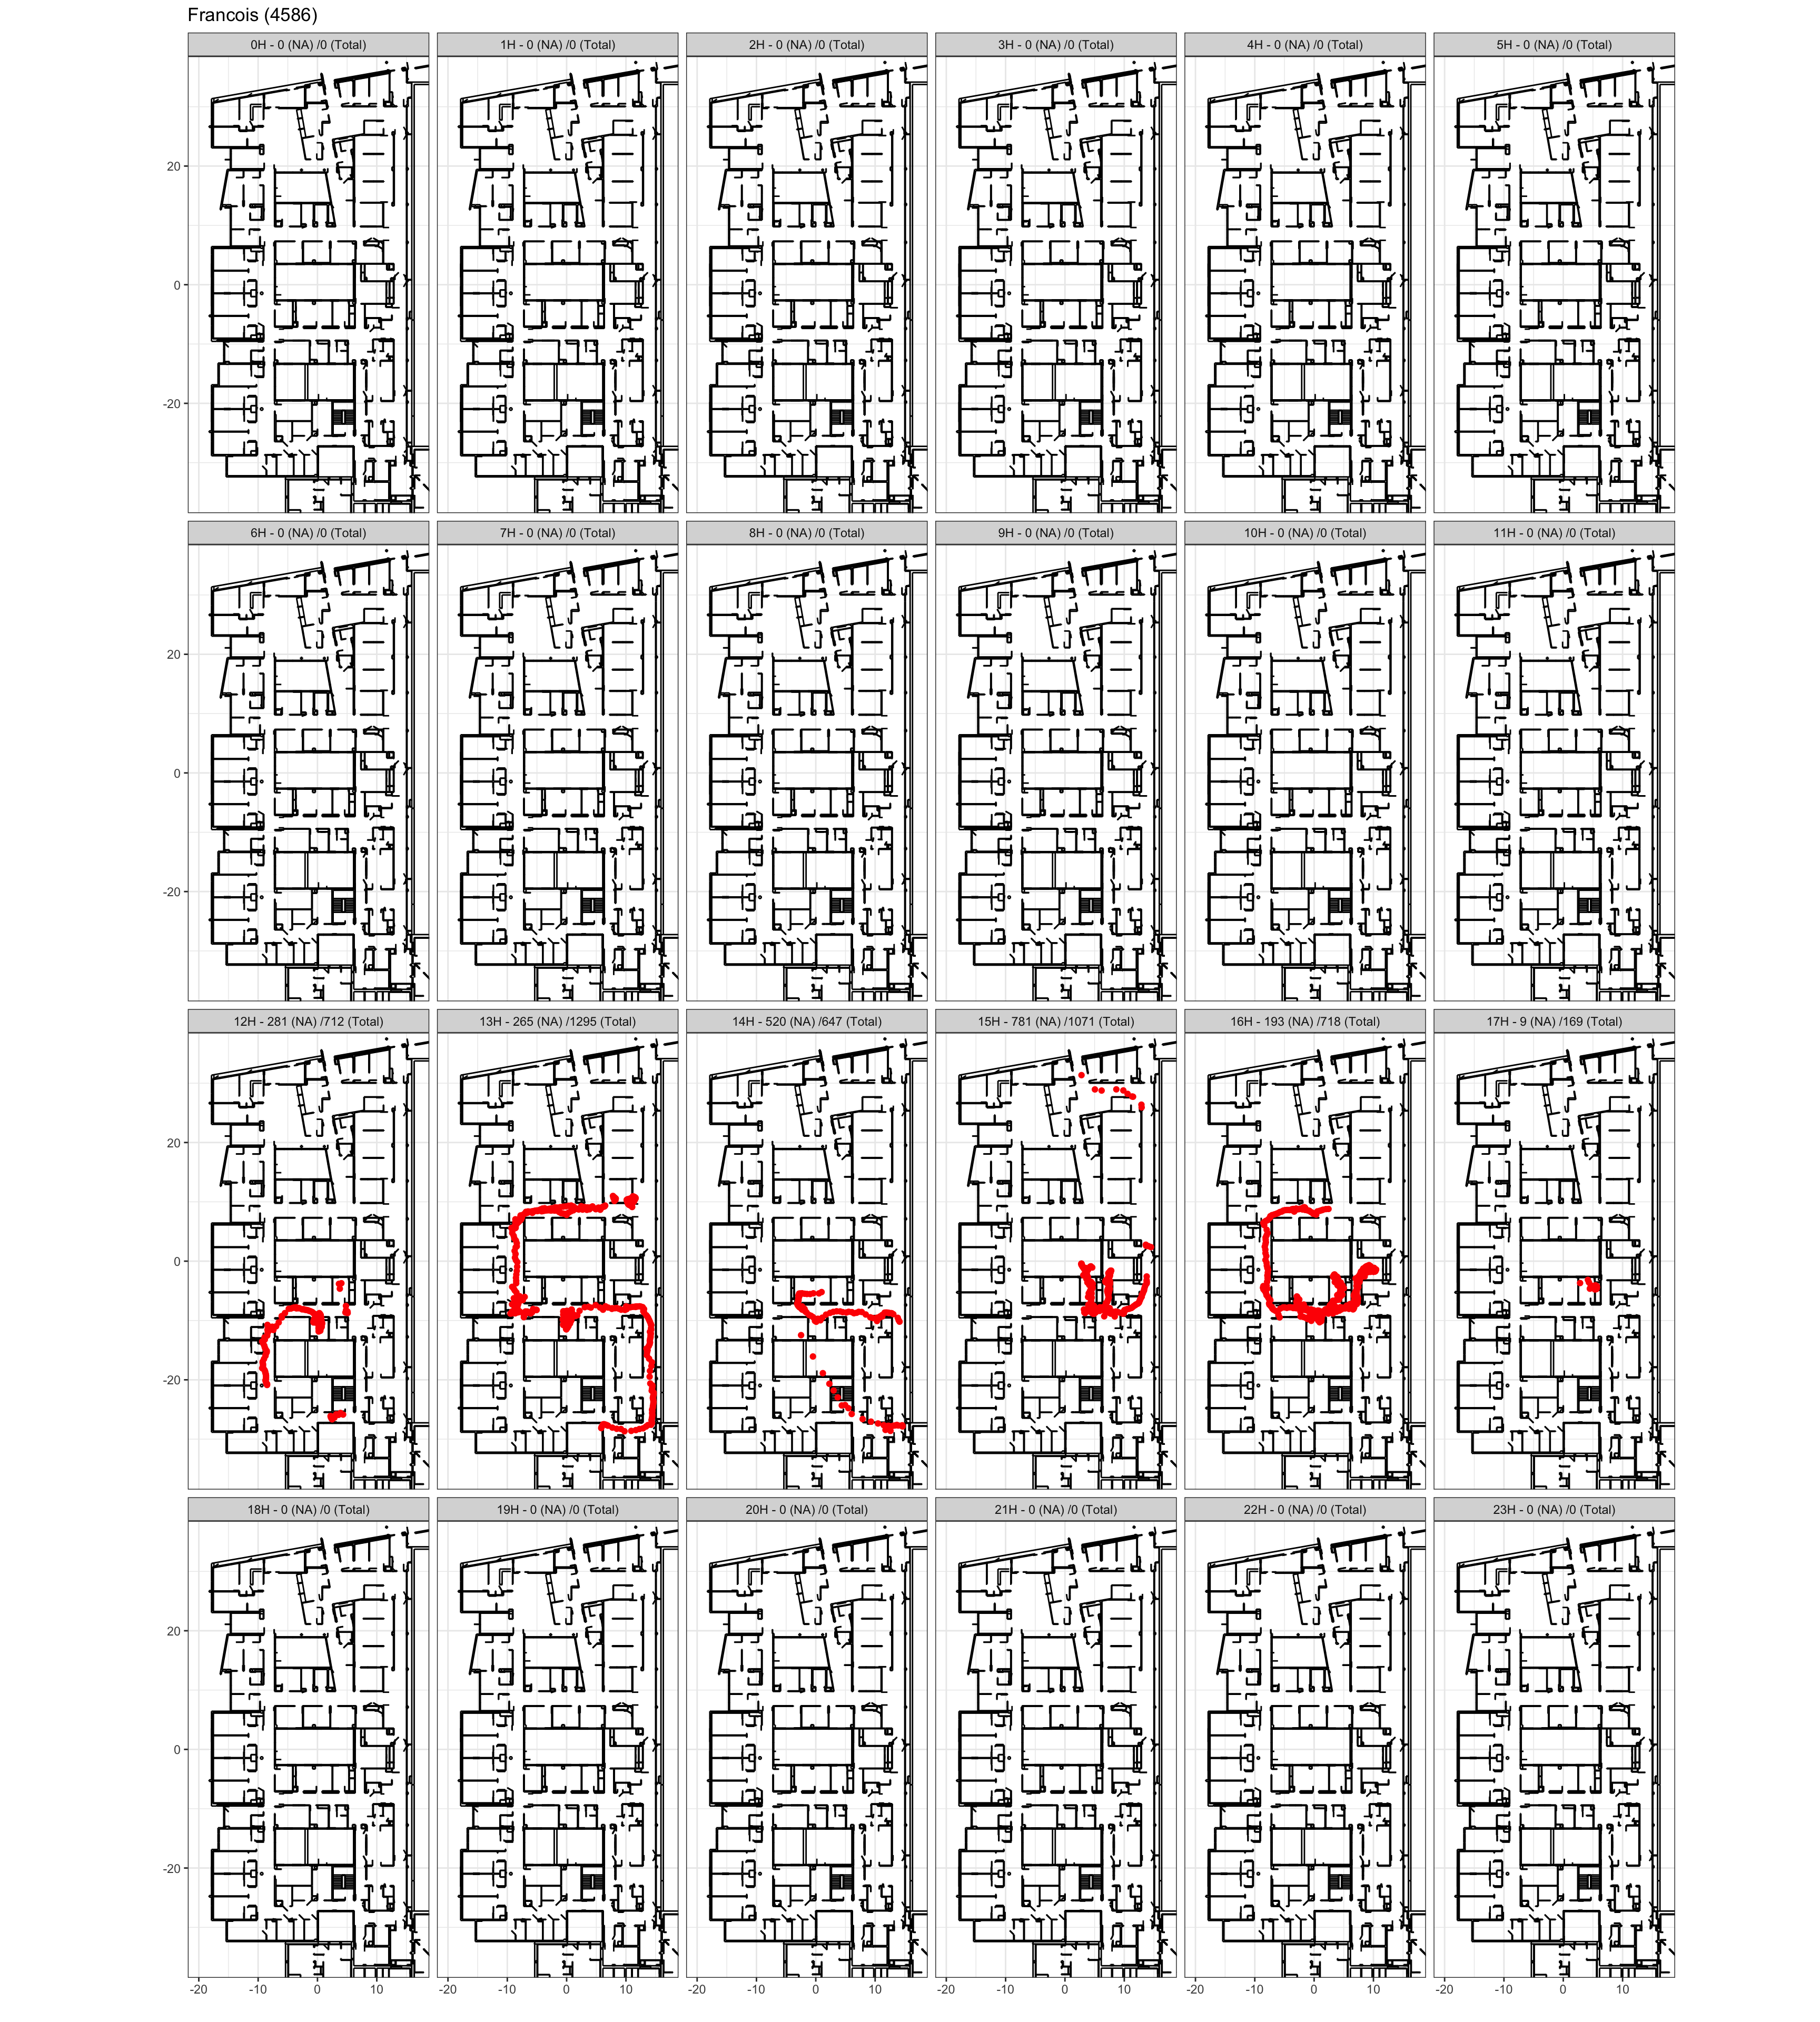 Francois (4586)
0H - 0 (NA) /0 (Total)
1H - 0 (NA) /0 (Total)
2H - 0 (NA) /0 (Total)
3H - 0 (NA) /0 (Total)
4H - 0 (NA) /0 (Total)
5H - 0 (NA) /0 (Total)
20
0
-20
6H - 0 (NA) /0 (Total)
7H - 0 (NA) /0 (Total)
8H - 0 (NA) /0 (Total)
9H - 0 (NA) /0 (Total)
10H - 0 (NA) /0 (Total)
11H - 0 (NA) /0 (Total)
20
0
-20
12H - 281 (NA) /712 (Total)
13H - 265 (NA) /1295 (Total)
14H - 520 (NA) /647 (Total)
15H - 781 (NA) /1071 (Total)
16H - 193 (NA) /718 (Total)
17H - 9 (NA) /169 (Total)
20
0
-20
18H - 0 (NA) /0 (Total)
19H - 0 (NA) /0 (Total)
20H - 0 (NA) /0 (Total)
21H - 0 (NA) /0 (Total)
22H - 0 (NA) /0 (Total)
23H - 0 (NA) /0 (Total)
20
0
-20
-20 -10 0 10
-20 -10 0 10
-20 -10 0 10
-20 -10 0 10
-20 -10 0 10
-20 -10 0 10